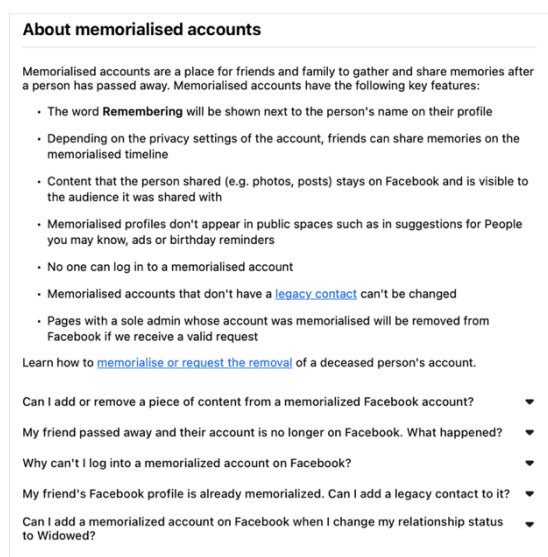 About memorialised accounts
Memorialised accounts are a place for friends and family to gather and share memories after
a person has passed away. Memorialised accounts have the following key features:
• The word Remembering will be shown next to the person's name on their profile
• Depending on the privacy settings of the account, friends can share memories on the
memorialised timeline
• Content that the person shared (e.g. photos, posts) stays on Facebook and is visible to
the audience it was shared with
• Memorialised profiles don't appear in public spaces such as in suggestions for People
you may know, ads or birthday reminders
• No one can log in to a memorialised account
• Memorialised accounts that don't have a legacy contact can't be changed
• Pages with a sole admin whose account was memorialised will be removed from
Facebook if we receive a valid request
Learn how to memorialise or request the removal of a deceased person's account.
Can I add or remove a piece of content from a memorialized Facebook account?
My friend passed away and their account is no longer on Facebook. What happened?
Why can't I log into a memorialized account on Facebook?
My friend's Facebook profile is already memorialized. Can I add a legacy contact to it?
Can I add a memorialized account on Facebook when I change my relationship status
to Widowed?